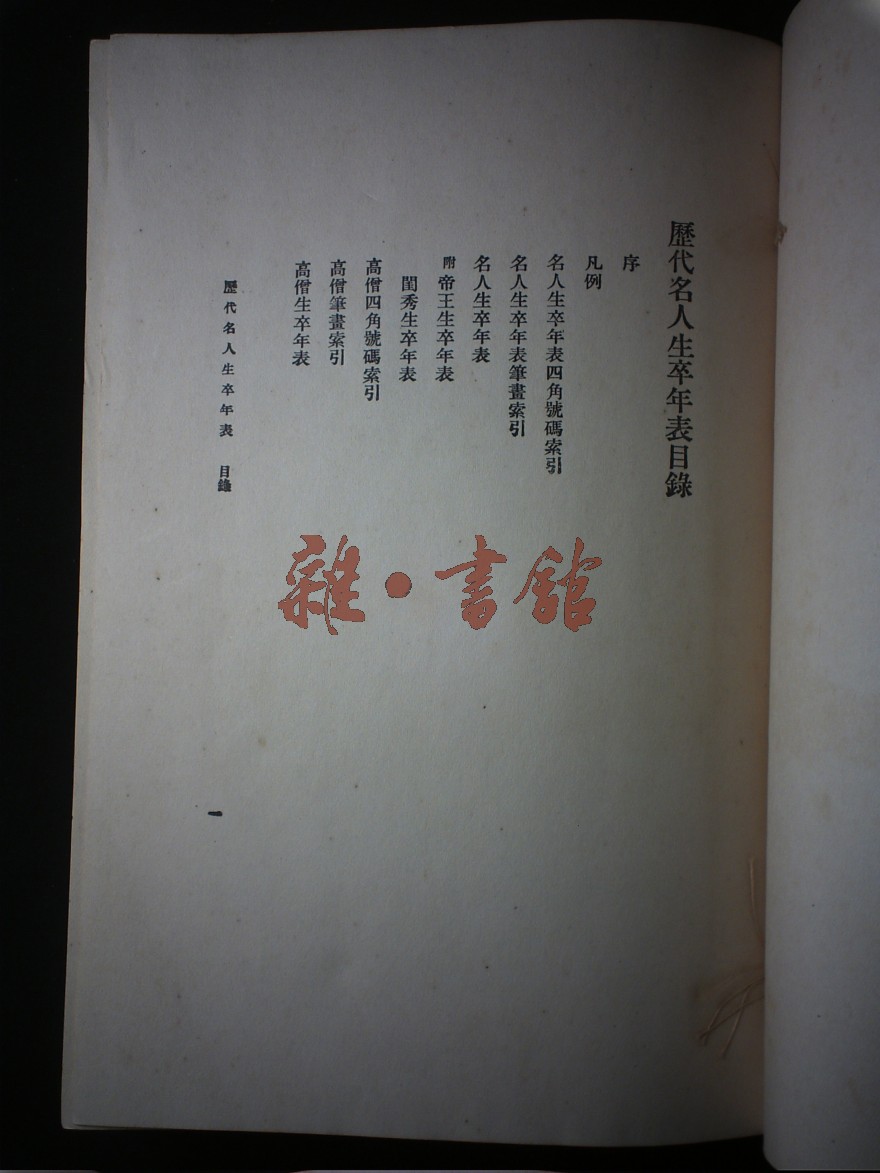 歷代名人生卒年表目錄
序
凡例
名人生卒年表四角號碼索引
名人生卒年表筆畫索引
名人生卒年表
附帝王生卒年表
閨秀生卒年表
高僧四角號碼索引
高僧筆畫索引
高僧生卒年表
歷代名人生卒年表 目錄
一
雜·書館